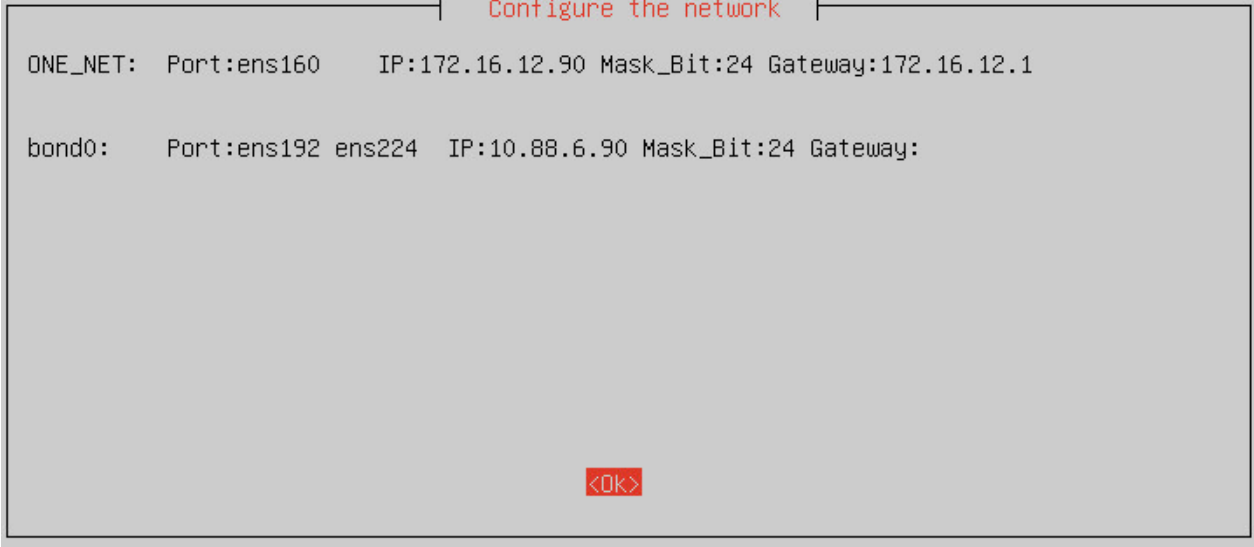 Configure the network
ONE_NET: Port:ens160 IP:172.16.12.90 Mask_Bit:24 Gateway:172.16.12.1
bond0: Port:ens192 ens224 IP:10.88.6.90 Mask_Bit:24 Gateway:
<Ok>